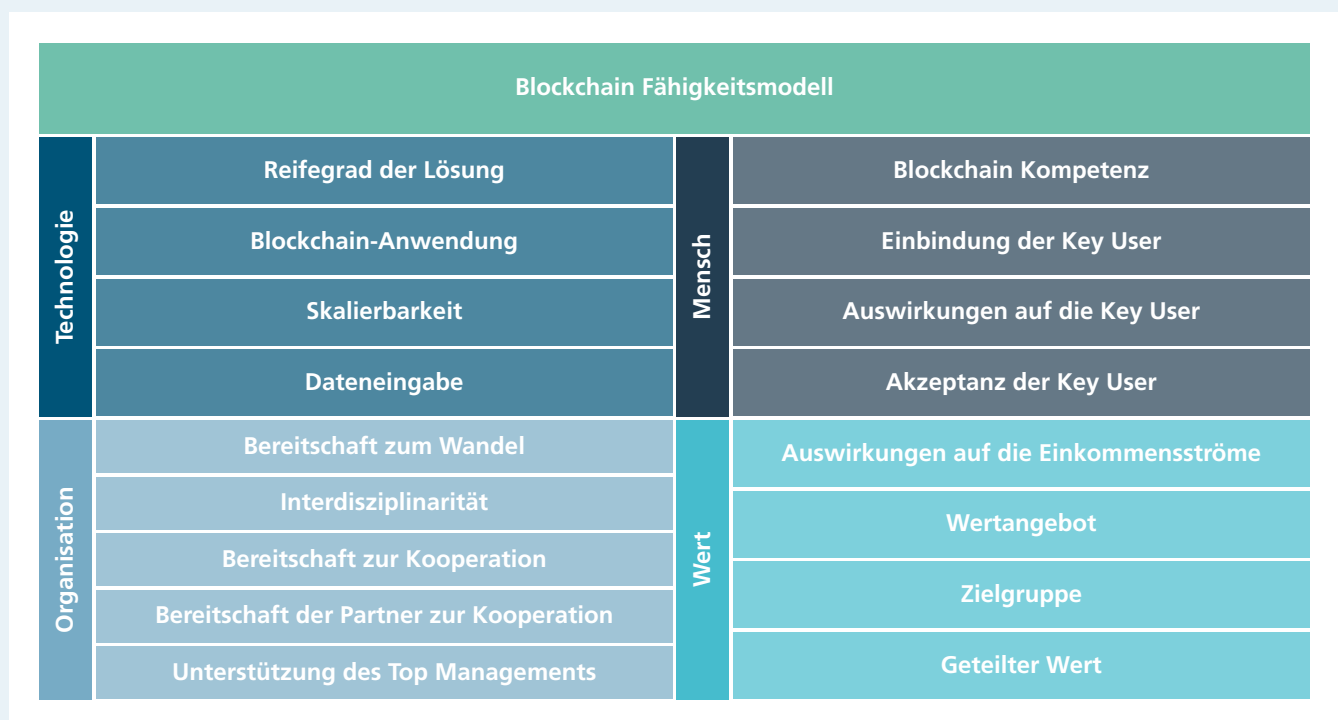 Blockchain Fähigkeitsmodell
Technologie
Reifegrad der Lösung
Blockchain-Anwendung
Skalierbarkeit
Dateneingabe
Mensch
Blockchain Kompetenz
Einbindung der Key User
Auswirkungen auf die Key User
Akzeptanz der Key User
Organisation
Bereitschaft zum Wandel
Interdisziplinarität
Bereitschaft zur Kooperation
Bereitschaft der Partner zur Kooperation
Unterstützung des Top Managements
Wert
Auswirkungen auf die Einkommensströme
Wertangebot
Zielgruppe
Geteilter Wert